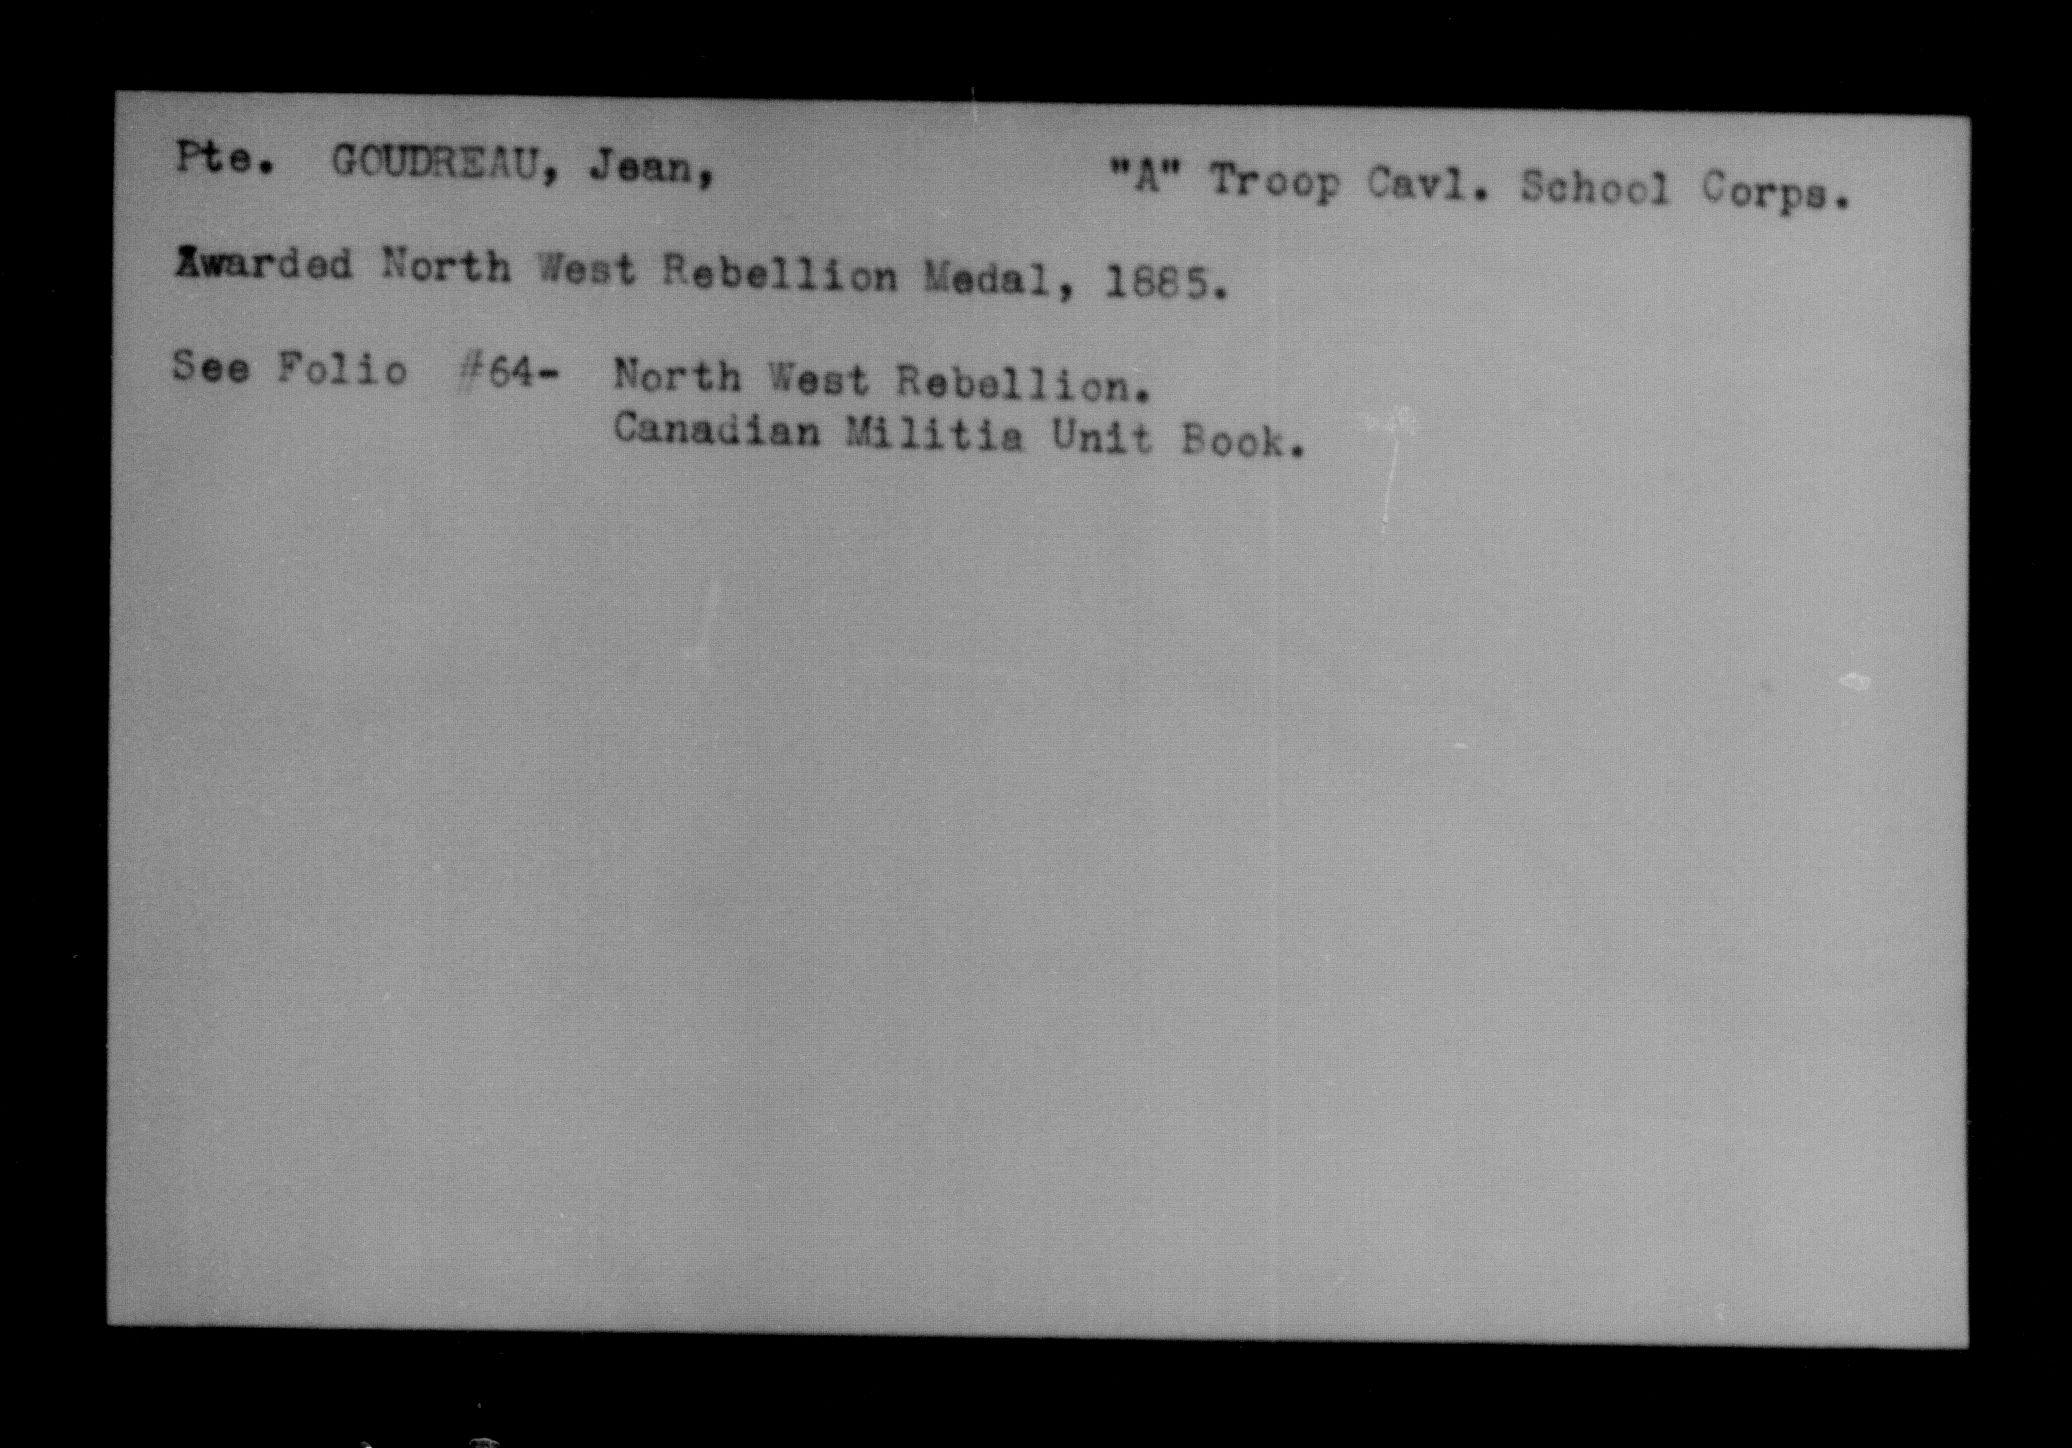 Pte. GOUDREAU, Jean, "A" Troop Cavl. School Corps.
Awarded North West Rebellion Medal, 1885.
See Folio #64- North West Rebellion.
Canadian Militia Unit Book.